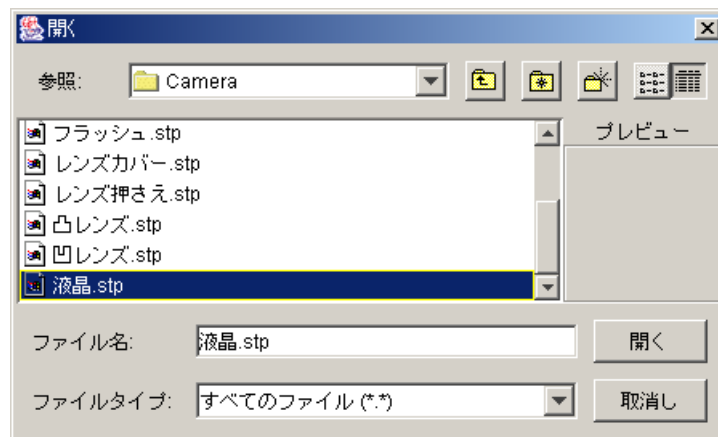 開く
参照: Camera
フラッシュ.stp
プレビュー
レンズカバー.stp
レンズ押さえ.stp
凸レンズ.stp
凹レンズ.stp
液晶.stp
ファイル名: 液晶.stp 開く
ファイルタイプ: すべてのファイル (*.*) 取消し